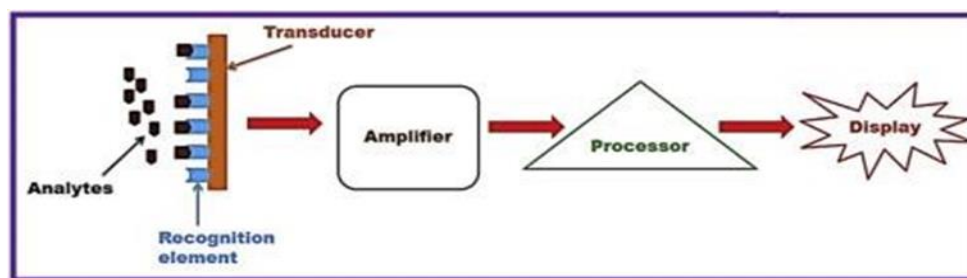 Transducer
Amplifier
Processor
Display
Analytes
Recognition
element